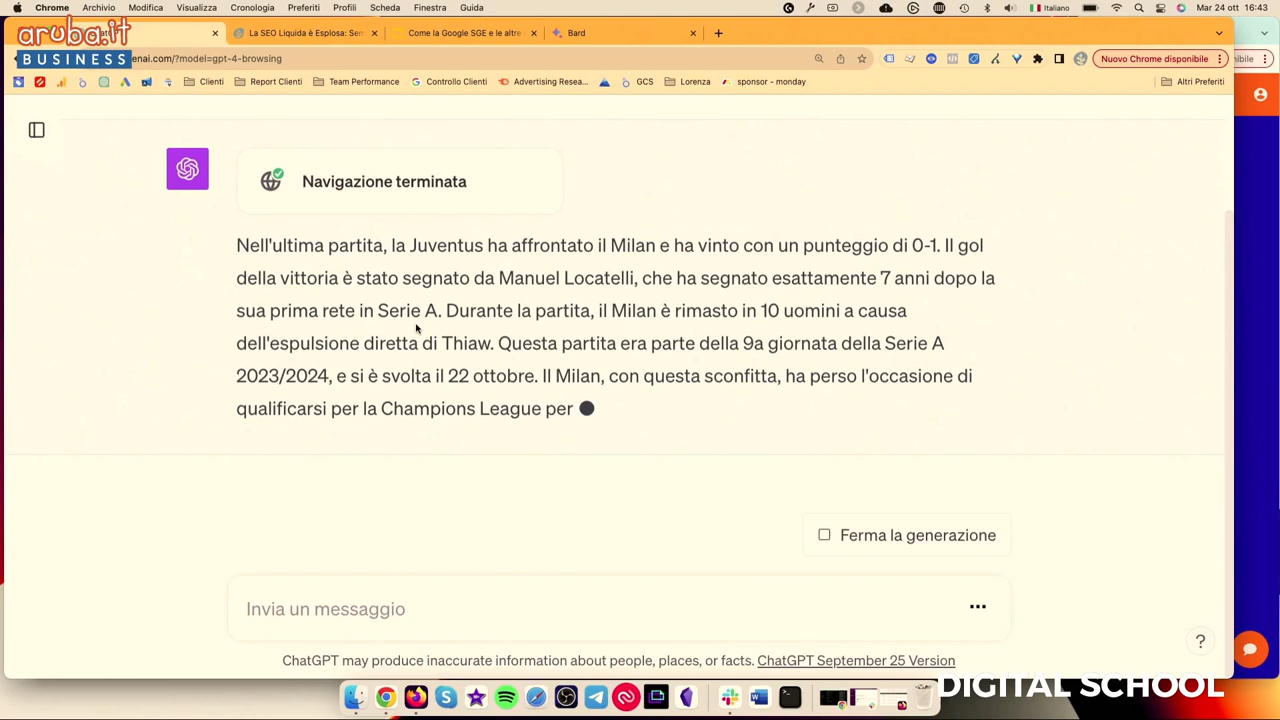 Chrome Archivio Modifica Visualizza Cronologia Preferiti Profili Scheda Finestra Guida Italiano Mar 24 ott 16:43
aruba.it
BUSINESS
La SEO Liquida è Esplosa: Sem Come la Google SGE e le altre Bard
enai.com/?model=gpt-4-browsing Nuovo Chrome disponibile nibile
Clienti Report Clienti Team Performance Controllo Clienti Advertising Resea... GCS Lorenza sponsor - monday Altri Preferiti
Navigazione terminata
Nell'ultima partita, la Juventus ha affrontato il Milan e ha vinto con un punteggio di 0-1. Il gol
della vittoria è stato segnato da Manuel Locatelli, che ha segnato esattamente 7 anni dopo la
sua prima rete in Serie A. Durante la partita, il Milan è rimasto in 10 uomini a causa
dell'espulsione diretta di Thiaw. Questa partita era parte della 9a giornata della Serie A
2023/2024, e si è svolta il 22 ottobre. Il Milan, con questa sconfitta, ha perso l'occasione di
qualificarsi per la Champions League per
Ferma la generazione
Invia un messaggio
?
ChatGPT may produce inaccurate information about people, places, or facts. ChatGPT September 25 Version
DIGITAL SCHOOL